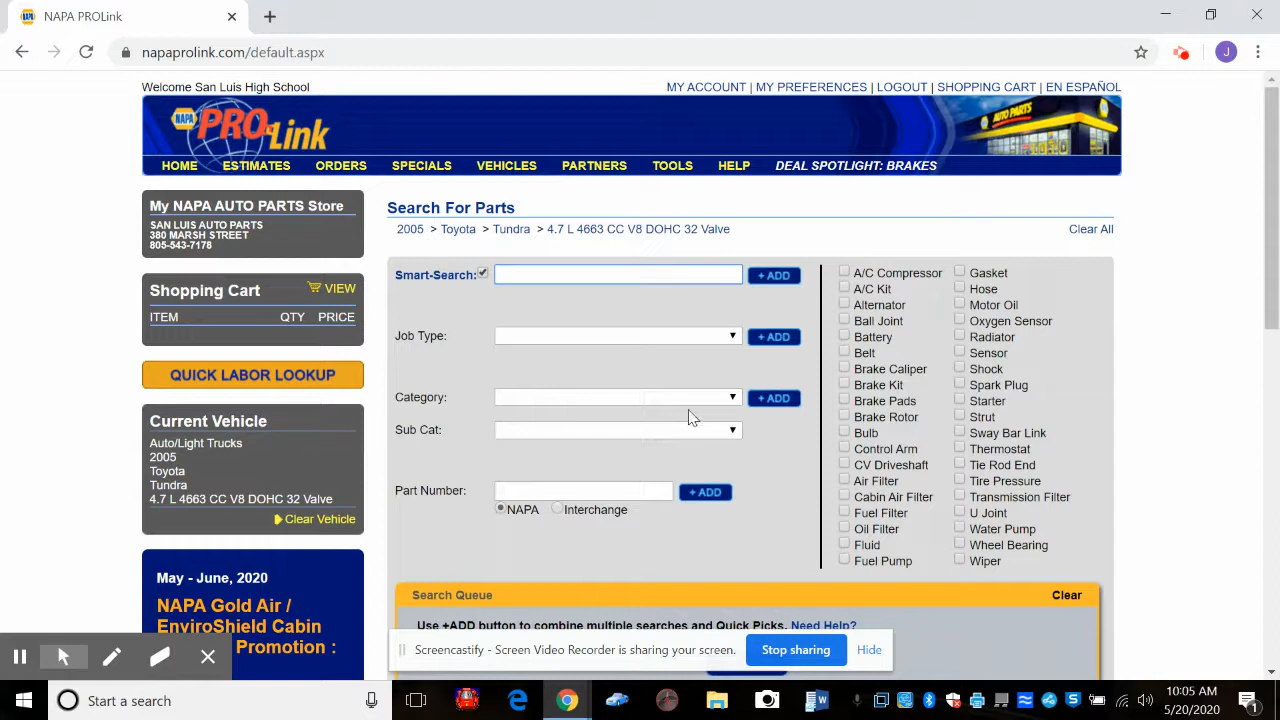 NAPA PROLink
napaprolink.com/default.aspx
J
Welcome San Luis High School
MY ACCOUNT | MY PREFERENCES | LOGOUT | SHOPPING CART | EN ESPAÑOL
NAPA PROLink
AUTO PARTS
HOME ESTIMATES ORDERS SPECIALS VEHICLES PARTNERS TOOLS HELP DEAL SPOTLIGHT: BRAKES
My NAPA AUTO PARTS Store
SAN LUIS AUTO PARTS
380 MARSH STREET
805-543-7178
Shopping Cart VIEW
ITEM QTY PRICE
QUICK LABOR LOOKUP
Current Vehicle
Auto/Light Trucks
2005
Toyota
Tundra
4.7 L 4663 CC V8 DOHC 32 Valve
Clear Vehicle
May - June, 2020
NAPA Gold Air /
EnviroShield Cabin
Promotion :
Search For Parts
2005 > Toyota > Tundra > 4.7 L 4663 CC V8 DOHC 32 Valve Clear All
Smart-Search: + ADD
Job Type: + ADD
Category: + ADD
Sub Cat:
Part Number: + ADD
NAPA Interchange
A/C Compressor
A/C Kit
Alternator
Ball Joint
Battery
Belt
Brake Caliper
Brake Kit
Brake Pads
Brake Rotor
Bulb
Control Arm
CV Driveshaft
Air Filter
Cabin Air Filter
Fuel Filter
Oil Filter
Fluid
Fuel Pump
Gasket
Hose
Motor Oil
Oxygen Sensor
Radiator
Sensor
Shock
Spark Plug
Starter
Strut
Sway Bar Link
Thermostat
Tie Rod End
Tire Pressure
Transmission Filter
U Joint
Water Pump
Wheel Bearing
Wiper
Search Queue Clear
Use +ADD button to combine multiple searches and Quick Picks. Need Help?
Screencastify - Screen Video Recorder is sharing your screen. Stop sharing Hide
Start a search
10:05 AM
5/20/2020
1